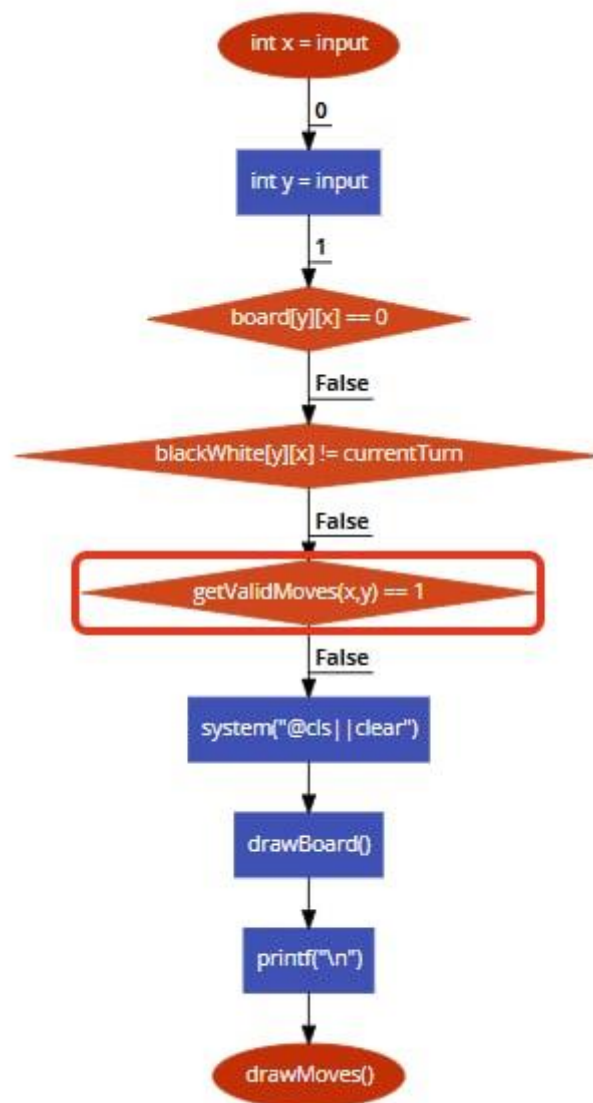 int x = input
0
int y = input
1
board[y][x] == 0
False
blackWhite[y][x] != currentTurn
False
getValidMoves(x,y) == 1
False
system("@cls||clear")
drawBoard()
printf("\n")
drawMoves()